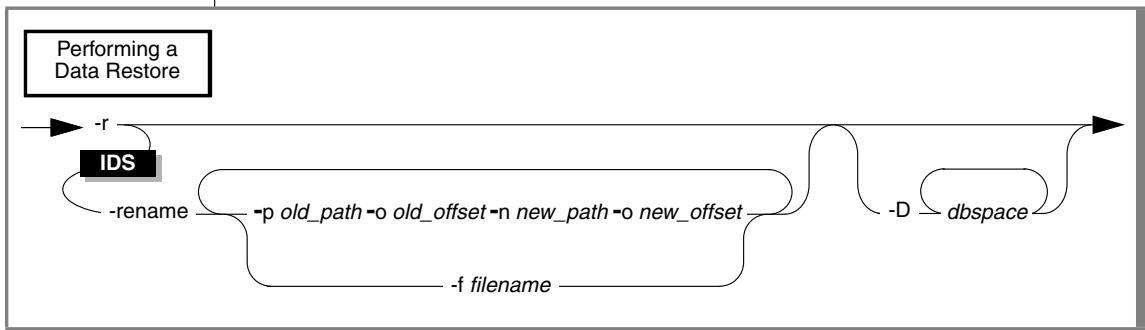 Performing a
Data Restore
-r
IDS
-rename
-p old_path -o old_offset -n new_path -o new_offset
-D
dbspace
-f filename